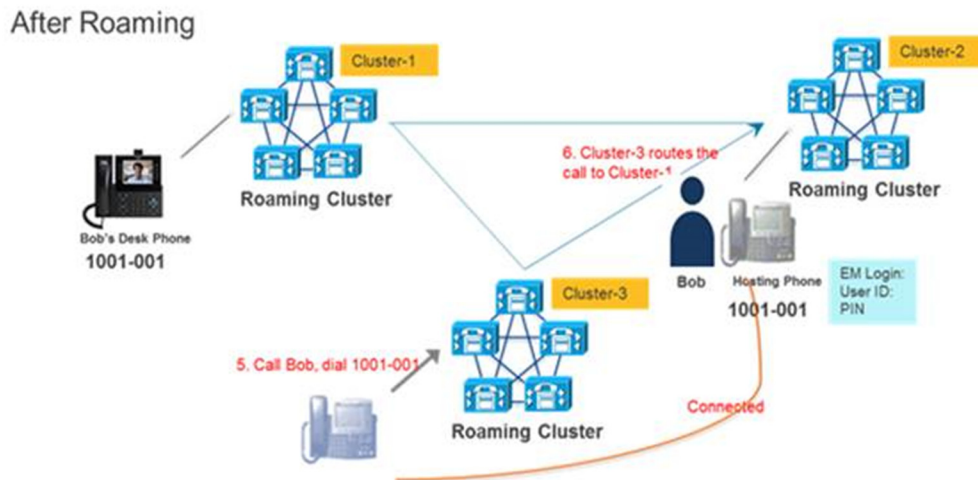 After Roaming
Cluster-1
Cluster-2
6. Cluster-3 routes the
call to Cluster-1
Roaming Cluster
Roaming Cluster
Bob's Desk Phone
1001-001
Bob
Hosting Phone
1001-001
EM Login:
User ID:
PIN
Cluster-3
5. Call Bob, dial 1001-001
Connected
Roaming Cluster